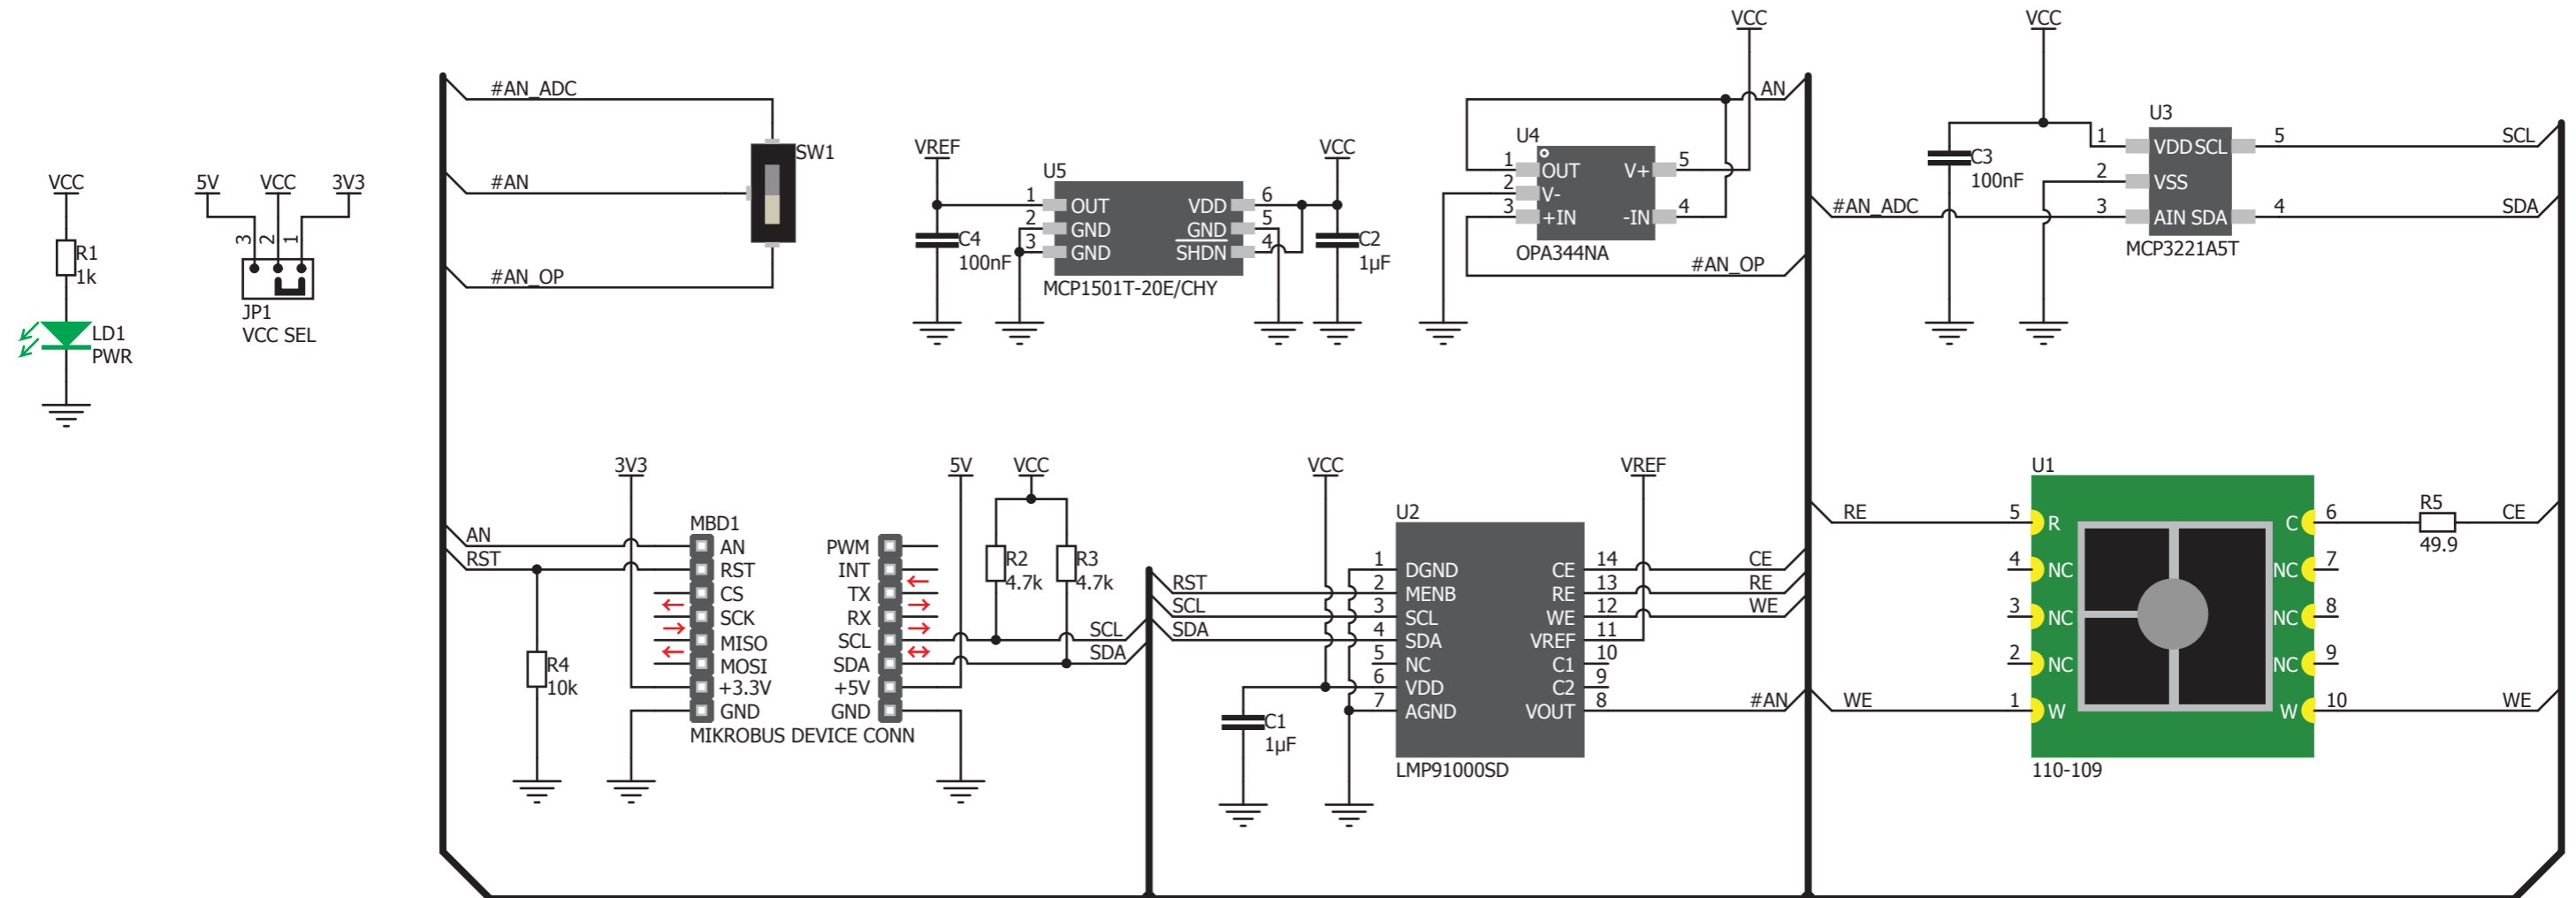 VCC
R1
1k
LD1
PWR
5V VCC 3V3
3 2 1
JP1
VCC SEL
#AN_ADC
#AN
#AN_OP
SW1
VREF
C4
100nF
U5
1 OUT VDD 6
2 GND GND 5
3 GND SHDN 4
MCP1501T-20E/CHY
VCC
C2
1µF
VCC
AN
U4
1 OUT V+ 5
2 V-
3 +IN -IN 4
OPA344NA
#AN_OP
VCC
C3
100nF
#AN_ADC
U3
1 VDD SCL 5 SCL
2 VSS
3 AIN SDA 4 SDA
MCP3221A5T
AN
RST
R4
10k
3V3
5V
VCC
MBD1
AN PWM
RST INT
CS TX
SCK RX
MISO SCL
MOSI SDA
+3.3V +5V
GND GND
MIKROBUS DEVICE CONN
R2
4.7k
R3
4.7k
SCL
SDA
RST
SCL
SDA
VCC
VREF
C1
1µF
U2
1 DGND CE 14 CE
2 MENB RE 13 RE
3 SCL WE 12 WE
4 SDA VREF 11
5 NC C1 10
6 VDD C2 9
7 AGND VOUT 8 #AN
LMP91000SD
U1
RE 5 R C 6 R5 CE
49.9
4 NC NC 7
3 NC NC 8
2 NC NC 9
WE 1 W W 10 WE
110-109